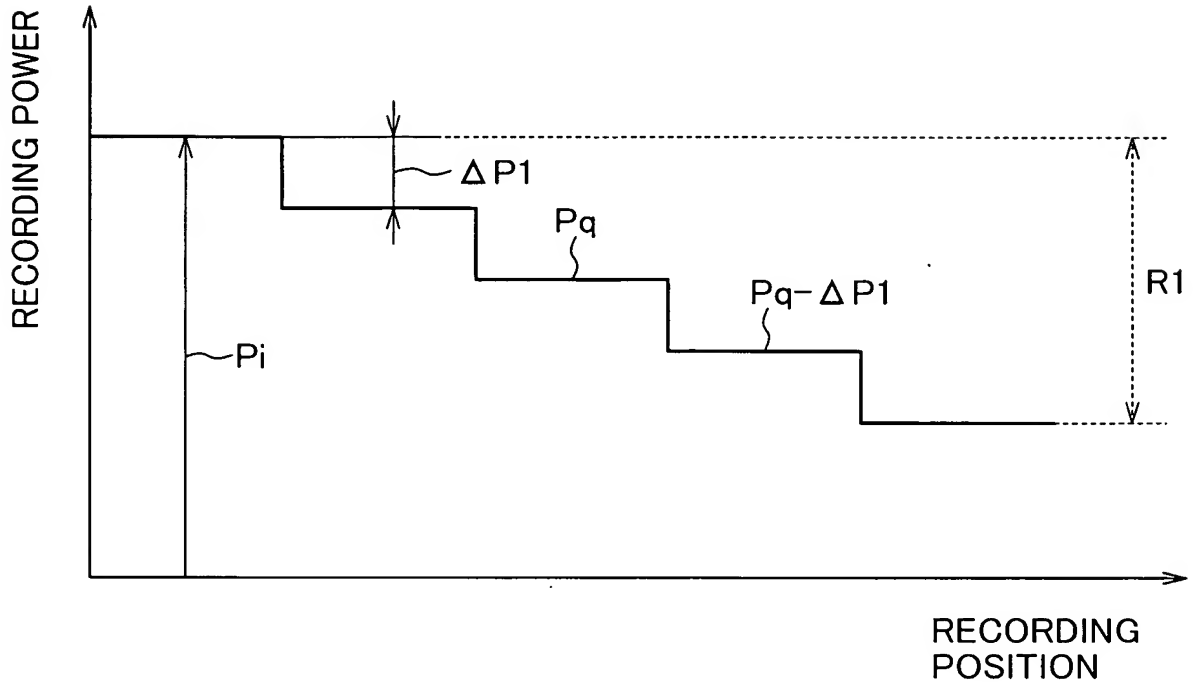 RECORDING POWER
ΔP1
Pq
Pq-ΔP1
R1
Pi
RECORDING
POSITION